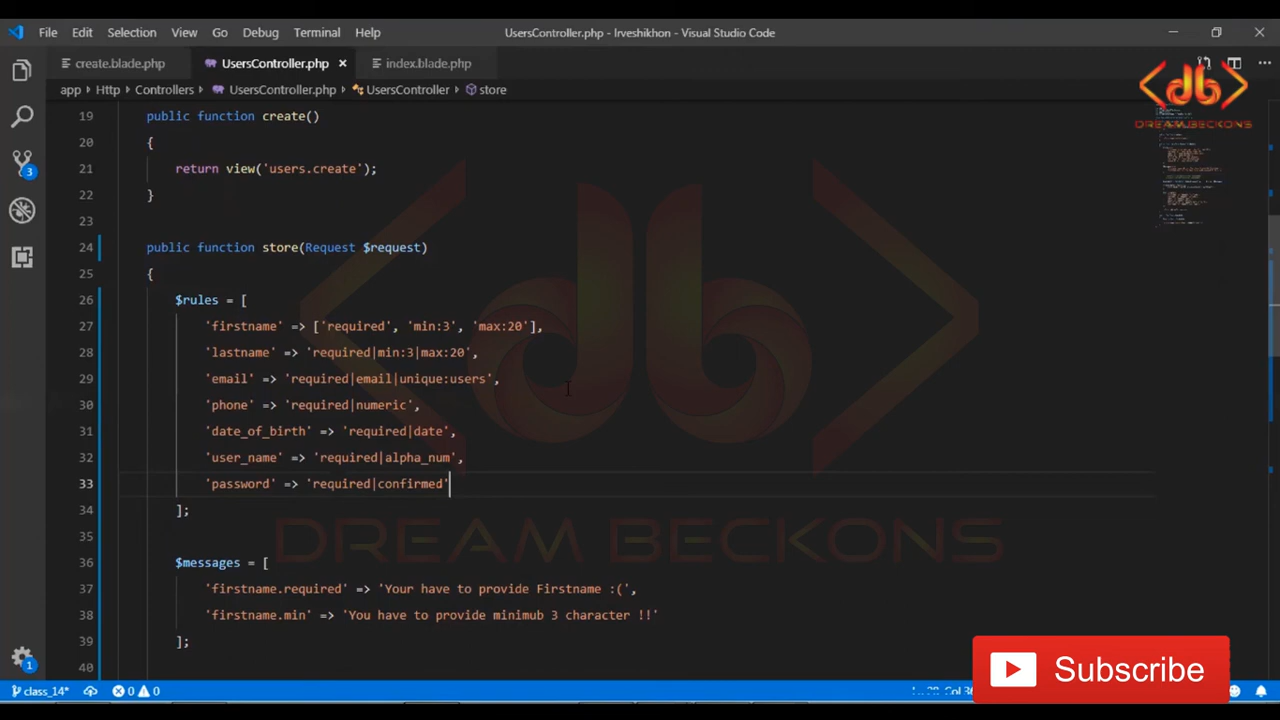 File Edit Selection View Go Debug Terminal Help
UsersController.php - lrveshikhon - Visual Studio Code
create.blade.php UsersController.php index.blade.php
app > Http > Controllers > UsersController.php > UsersController > store
DREAM BECKONS
19 public function create()
20 {
21 return view('users.create');
22 }
23
24 public function store(Request $request)
25 {
26 $rules = [
27 'firstname' => ['required', 'min:3', 'max:20'],
28 'lastname' => 'required|min:3|max:20',
29 'email' => 'required|email|unique:users',
30 'phone' => 'required|numeric',
31 'date_of_birth' => 'required|date',
32 'user_name' => 'required|alpha_num',
33 'password' => 'required|confirmed'
34 ];
35
DREAM BECKONS
36 $messages = [
37 'firstname.required' => 'Your have to provide Firstname :(',
38 'firstname.min' => 'You have to provide minimub 3 character !!'
39 ];
40
Subscribe
3
1
class_14* 0 0